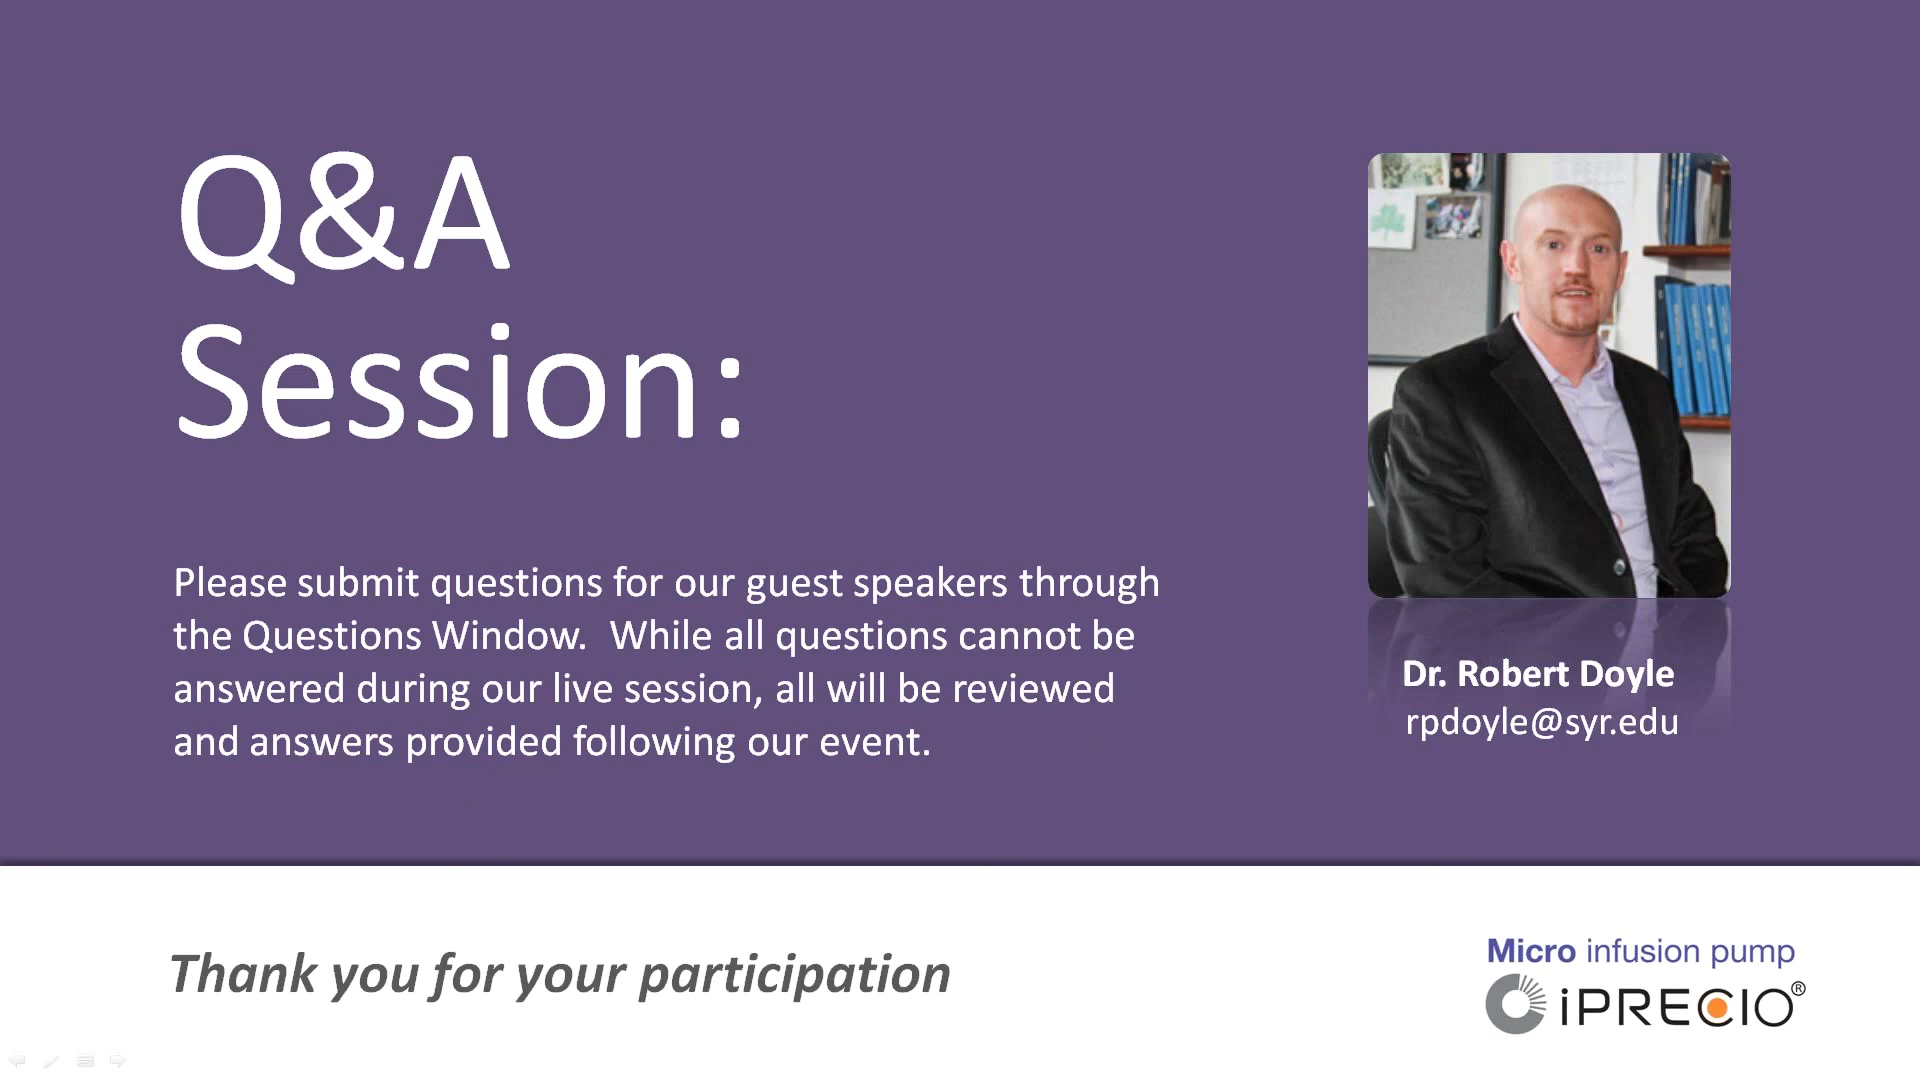 Q&A
Session:
Please submit questions for our guest speakers through
the Questions Window.  While all questions cannot be
answered during our live session, all will be reviewed
and answers provided following our event.
Dr. Robert Doyle
rpdoyle@syr.edu
Thank you for your participation
Micro infusion pump
iPRECIO®